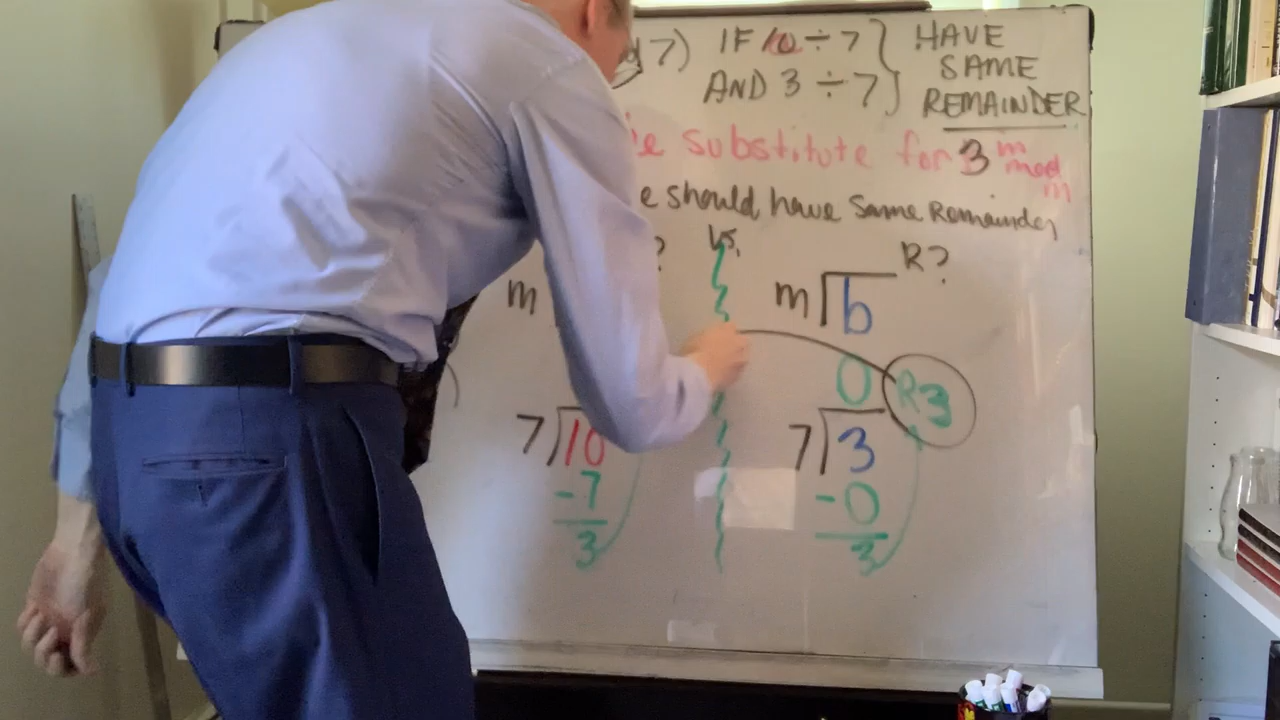 7) IF 10 ÷ 7 } HAVE
AND 3 ÷ 7 SAME
REMAINDER
substitute for 3 m mod m
should have Same Remainder
? vs. R?
m m b
0 R3
7 10 7 3
-7 -0
3 3